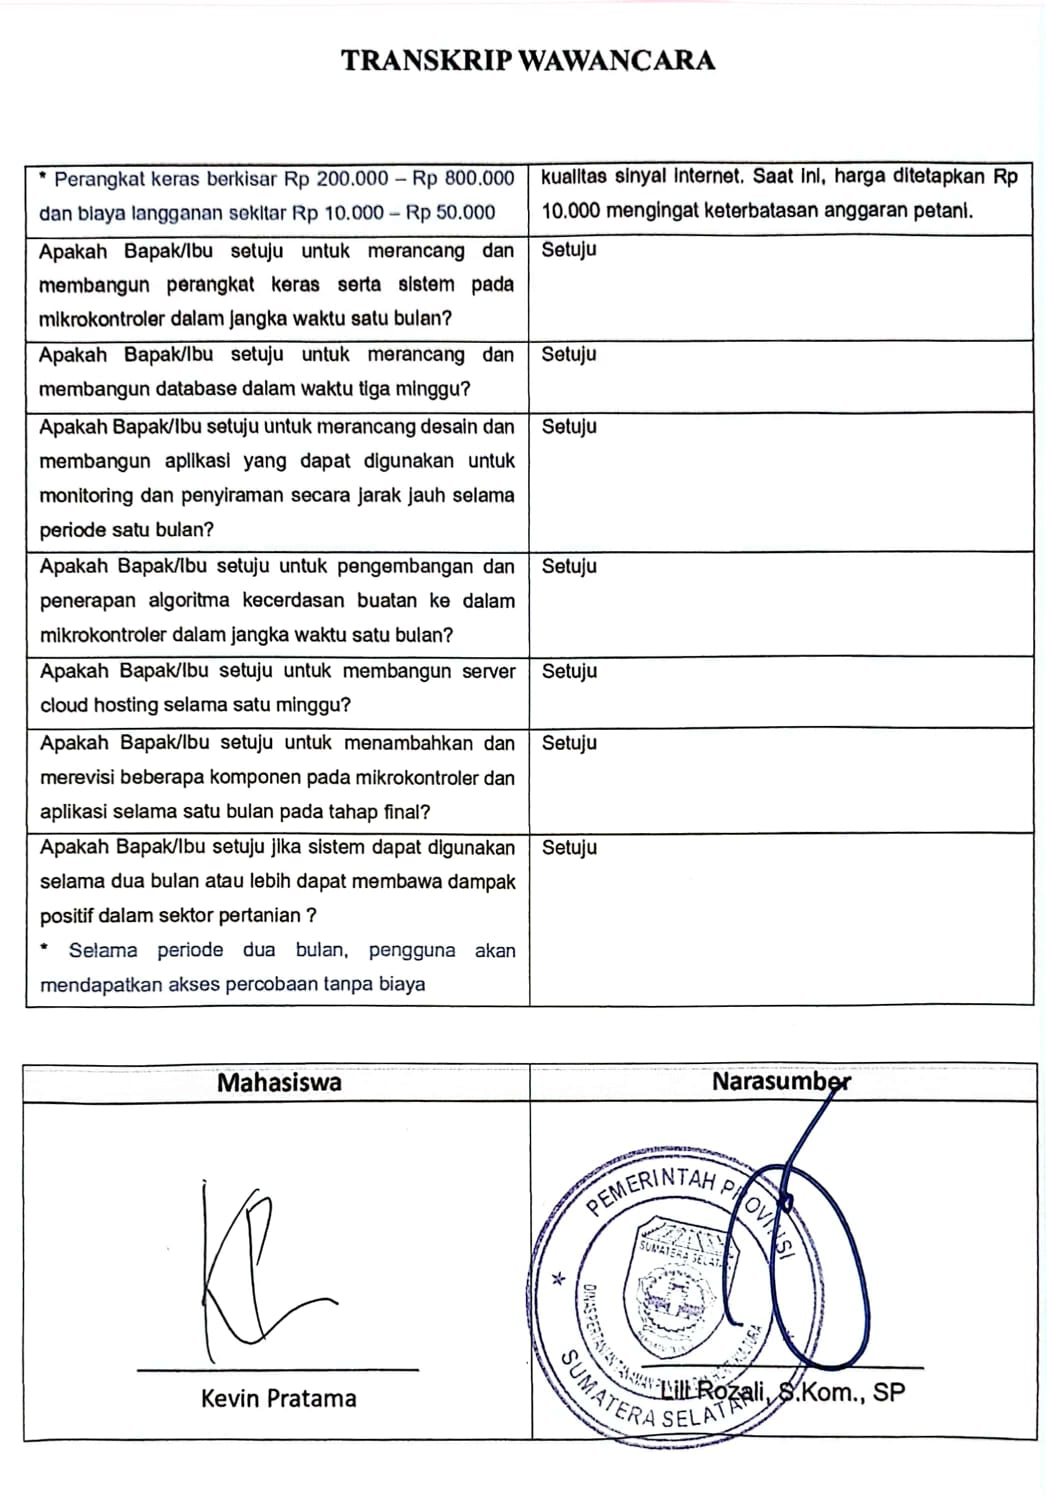 TRANSKRIP WAWANCARA
* Perangkat keras berkisar Rp 200.000 – Rp 800.000
dan biaya langganan sekitar Rp 10.000 – Rp 50.000
kualitas sinyal internet. Saat ini, harga ditetapkan Rp
10.000 mengingat keterbatasan anggaran petani.
Apakah Bapak/Ibu setuju untuk merancang dan
membangun perangkat keras serta sistem pada
mikrokontroler dalam jangka waktu satu bulan?
Setuju
Apakah Bapak/Ibu setuju untuk merancang dan
membangun database dalam waktu tiga minggu?
Setuju
Apakah Bapak/Ibu setuju untuk merancang desain dan
membangun aplikasi yang dapat digunakan untuk
monitoring dan penyiraman secara jarak jauh selama
periode satu bulan?
Setuju
Apakah Bapak/Ibu setuju untuk pengembangan dan
penerapan algoritma kecerdasan buatan ke dalam
mikrokontroler dalam jangka waktu satu bulan?
Setuju
Apakah Bapak/Ibu setuju untuk membangun server
cloud hosting selama satu minggu?
Setuju
Apakah Bapak/Ibu setuju untuk menambahkan dan
merevisi beberapa komponen pada mikrokontroler dan
aplikasi selama satu bulan pada tahap final?
Setuju
Apakah Bapak/Ibu setuju jika sistem dapat digunakan
selama dua bulan atau lebih dapat membawa dampak
positif dalam sektor pertanian ?
* Selama periode dua bulan, pengguna akan
mendapatkan akses percobaan tanpa biaya
Setuju
Mahasiswa
Narasumber
PEMERINTAH PROVINSI
SUMATERA SELATAN
SUMATERA SELATAN
Kevin Pratama
Lili Rozali, S.Kom., SP